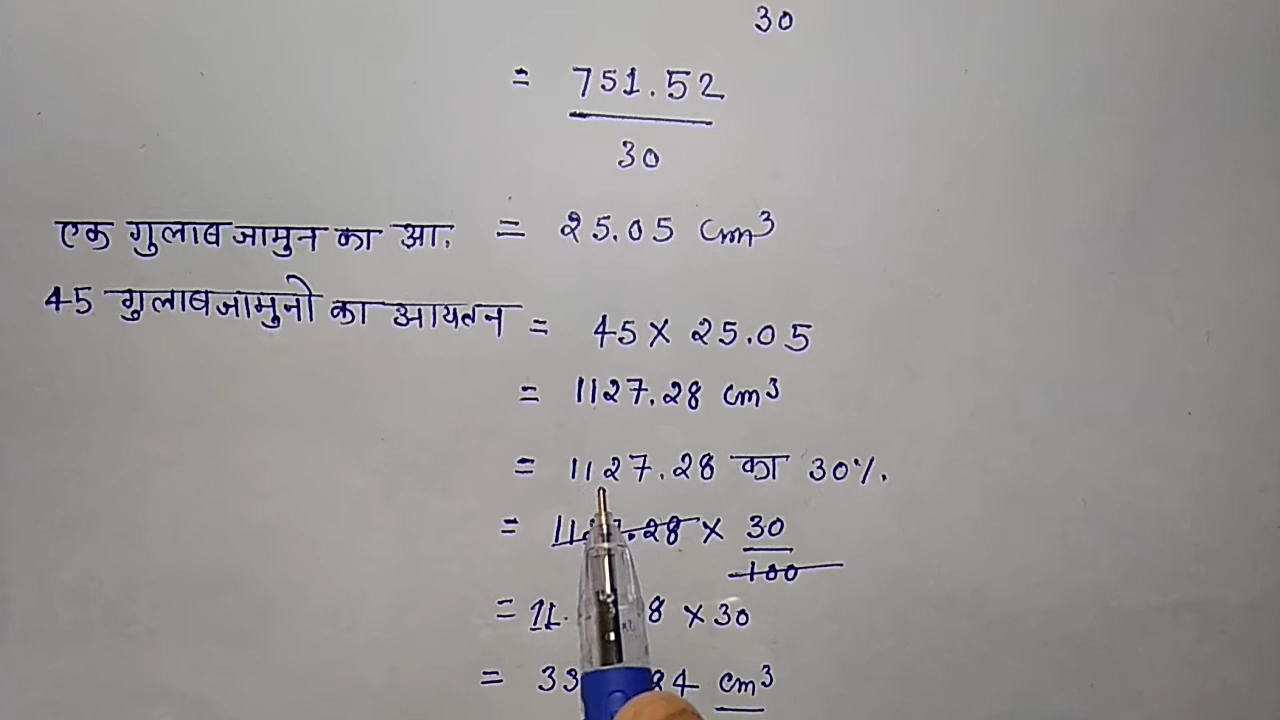 30
= 751.52
30
एक गुलाबजामुन का आ. = 25.05 cm³
45 गुलाबजामुनो का आयतन = 45 × 25.05
= 1127.28 cm³
= 1127.28 का 30%.
= × 30
100
= × 30
= cm³